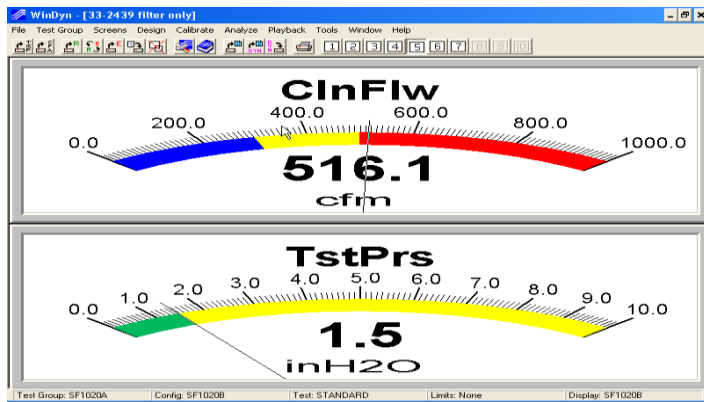 WinDyn - [33-2439 filter only]
File Test Group Screens Design Calibrate Analyze Playback Tools Window Help
1 2 3 4 5 6 7 8 9 10
ClnFlw
0.0 200.0 400.0 600.0 800.0 1000.0
516.1
cfm
TstPrs
0.0 1.0 2.0 3.0 4.0 5.0 6.0 7.0 8.0 9.0 10.0
1.5
inH2O
Test Group: SF1020A Config: SF1020B Test: STANDARD Limits: None Display: SF1020B